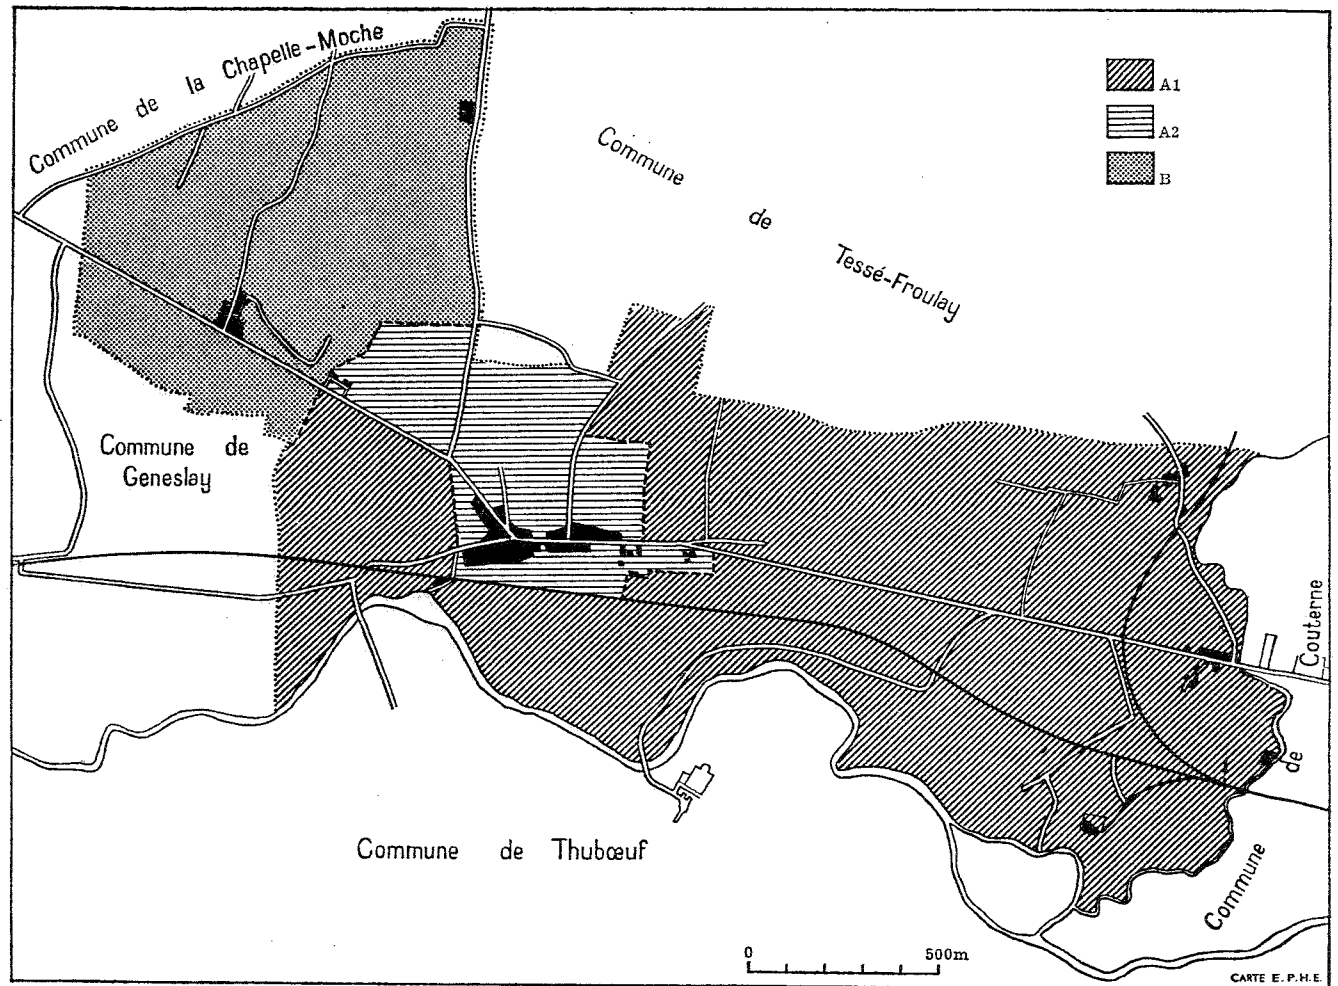 Commune de la Chapelle-Moche
A1
A2
B
Commune de Tessé-Froulay
Commune de
Geneslay
Commune de Couterne
Commune de Thubœuf
0 500m
CARTE E.P.H.E.